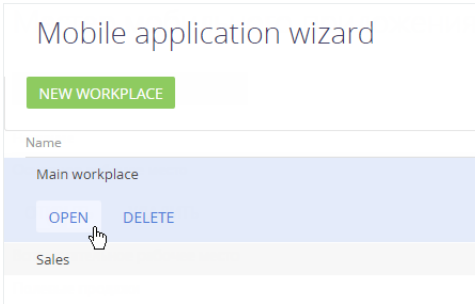 Mobile application wizard
NEW WORKPLACE
Name
Main workplace
OPEN DELETE
Sales